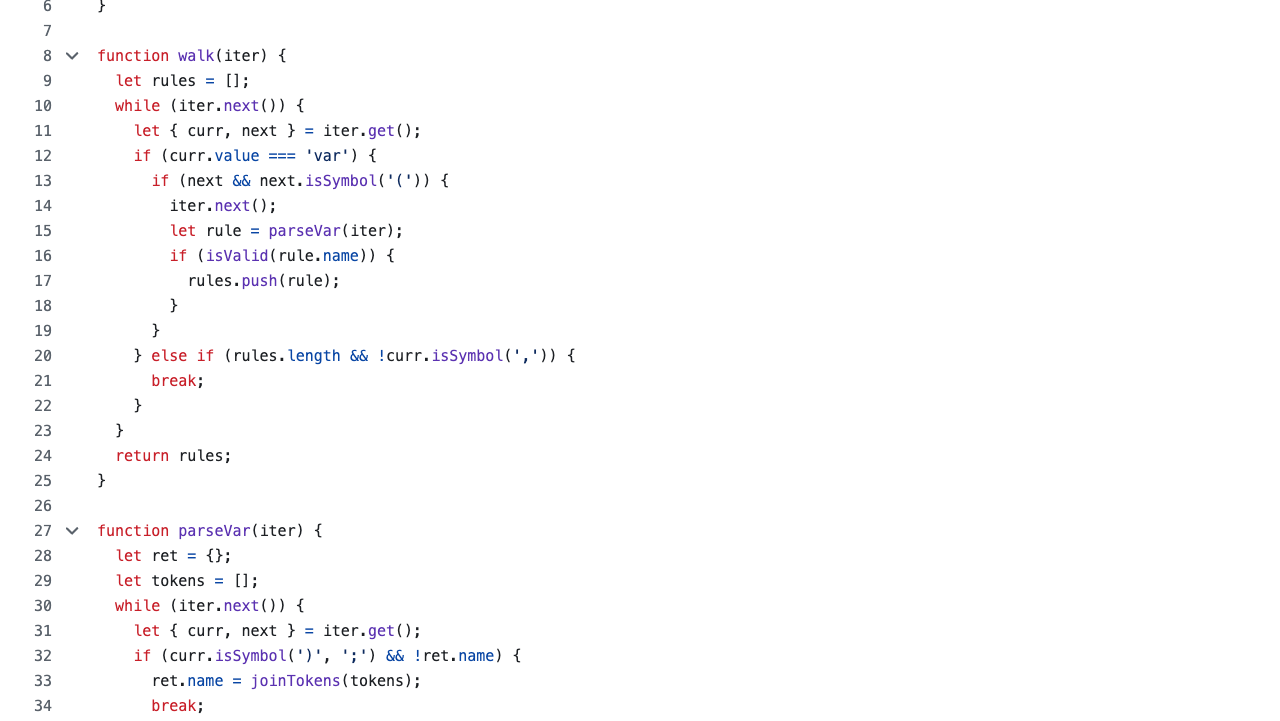 6 }
7
8 function walk(iter) {
9 let rules = [];
10 while (iter.next()) {
11 let { curr, next } = iter.get();
12 if (curr.value === 'var') {
13 if (next && next.isSymbol('(')) {
14 iter.next();
15 let rule = parseVar(iter);
16 if (isValid(rule.name)) {
17 rules.push(rule);
18 }
19 }
20 } else if (rules.length && !curr.isSymbol(',')) {
21 break;
22 }
23 }
24 return rules;
25 }
26
27 function parseVar(iter) {
28 let ret = {};
29 let tokens = [];
30 while (iter.next()) {
31 let { curr, next } = iter.get();
32 if (curr.isSymbol(')', ';') && !ret.name) {
33 ret.name = joinTokens(tokens);
34 break;